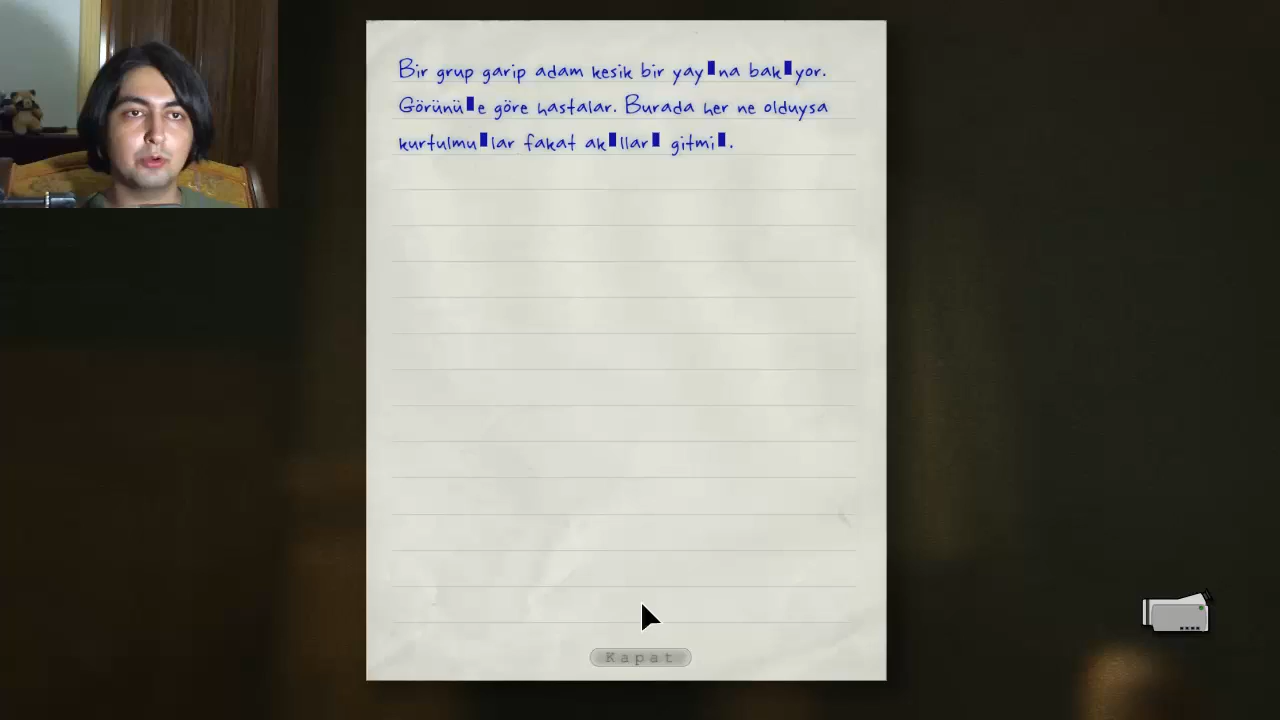 Bir grup garip adam kesik bir yay▮na bak▮yor.
Görünü▮e göre hastalar. Burada her ne olduysa
kurtulmu▮lar fakat ak▮llar▮ gitmi▮.
Kapat